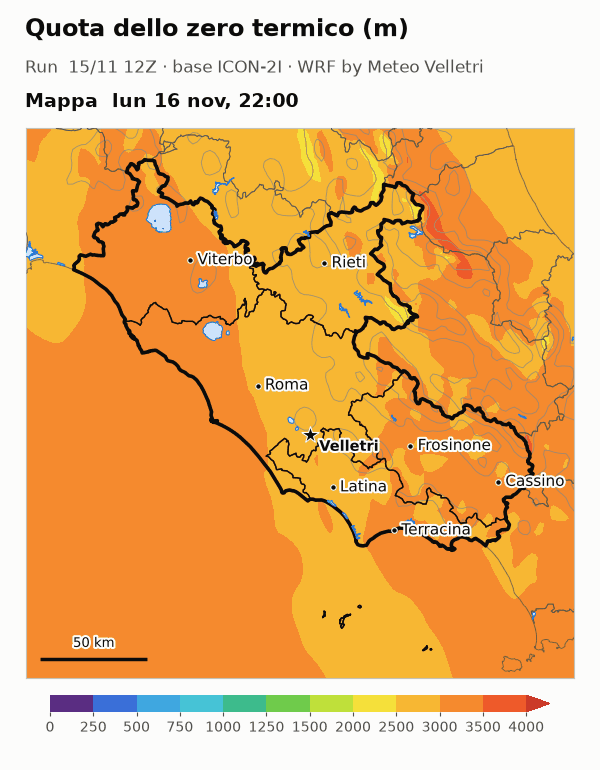 Quota dello zero termico (m)
Run 15/11 12Z · base ICON-2I · WRF by Meteo Velletri
Mappa lun 16 nov, 22:00
Viterbo
Rieti
Roma
Velletri
Frosinone
Latina
Cassino
Terracina
50 km
0 250 500 750 1000 1250 1500 2000 2500 3000 3500 4000